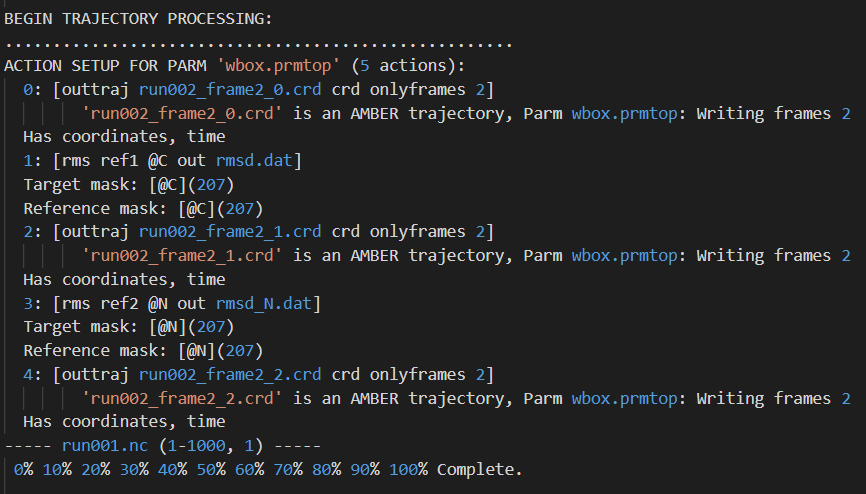 BEGIN TRAJECTORY PROCESSING:
.....................................................
ACTION SETUP FOR PARM 'wbox.prmtop' (5 actions):
0: [outtraj run002_frame2_0.crd crd onlyframes 2]
'run002_frame2_0.crd' is an AMBER trajectory, Parm wbox.prmtop: Writing frames 2
Has coordinates, time
1: [rms ref1 @C out rmsd.dat]
Target mask: [@C](207)
Reference mask: [@C](207)
2: [outtraj run002_frame2_1.crd crd onlyframes 2]
'run002_frame2_1.crd' is an AMBER trajectory, Parm wbox.prmtop: Writing frames 2
Has coordinates, time
3: [rms ref2 @N out rmsd_N.dat]
Target mask: [@N](207)
Reference mask: [@N](207)
4: [outtraj run002_frame2_2.crd crd onlyframes 2]
'run002_frame2_2.crd' is an AMBER trajectory, Parm wbox.prmtop: Writing frames 2
Has coordinates, time
----- run001.nc (1-1000, 1) -----
0% 10% 20% 30% 40% 50% 60% 70% 80% 90% 100% Complete.